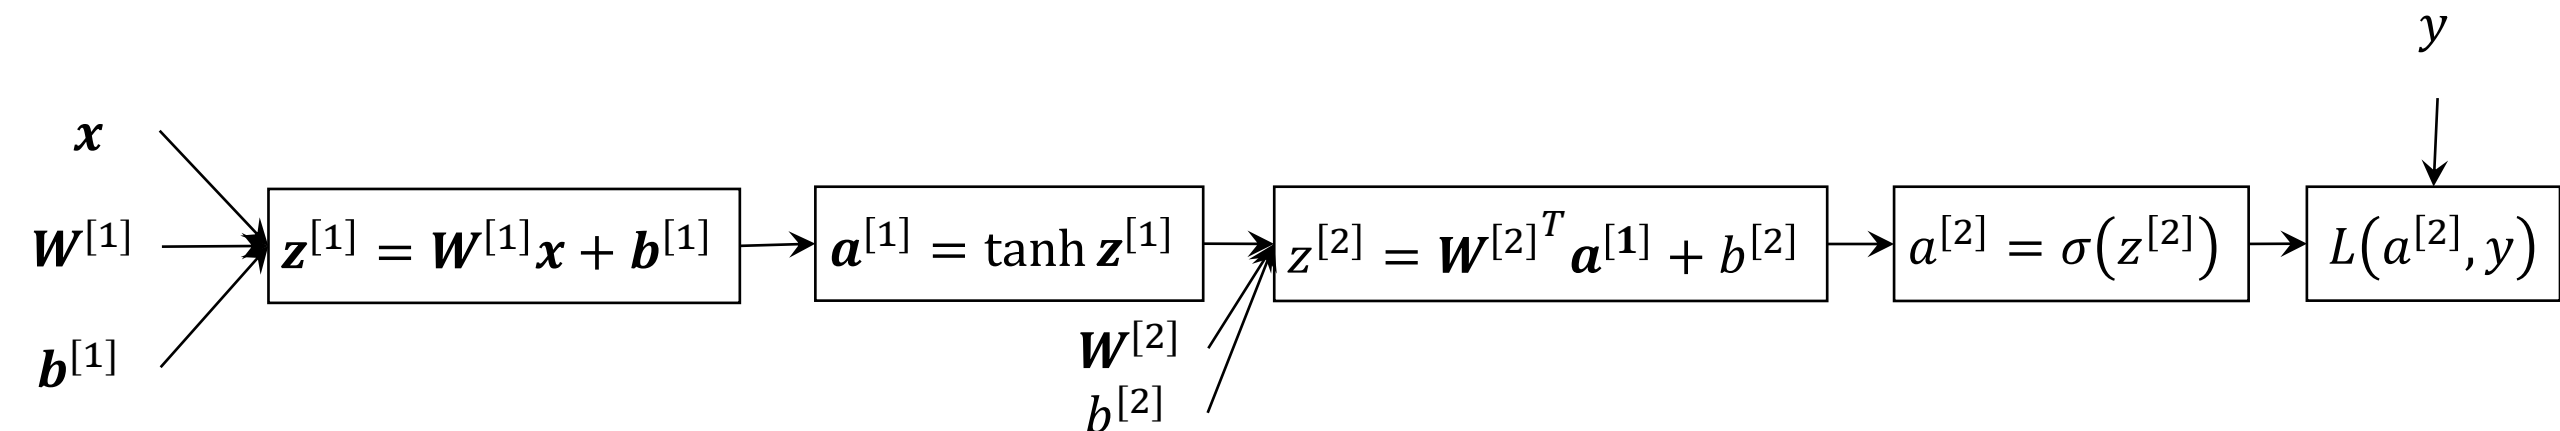 y
x
W^[1]
b^[1]
z^[1] = W^[1]x + b^[1]
a^[1] = tanh z^[1]
z^[2] = W^[2]^T a^[1] + b^[2]
a^[2] = σ(z^[2])
L(a^[2], y)
W^[2]
b^[2]